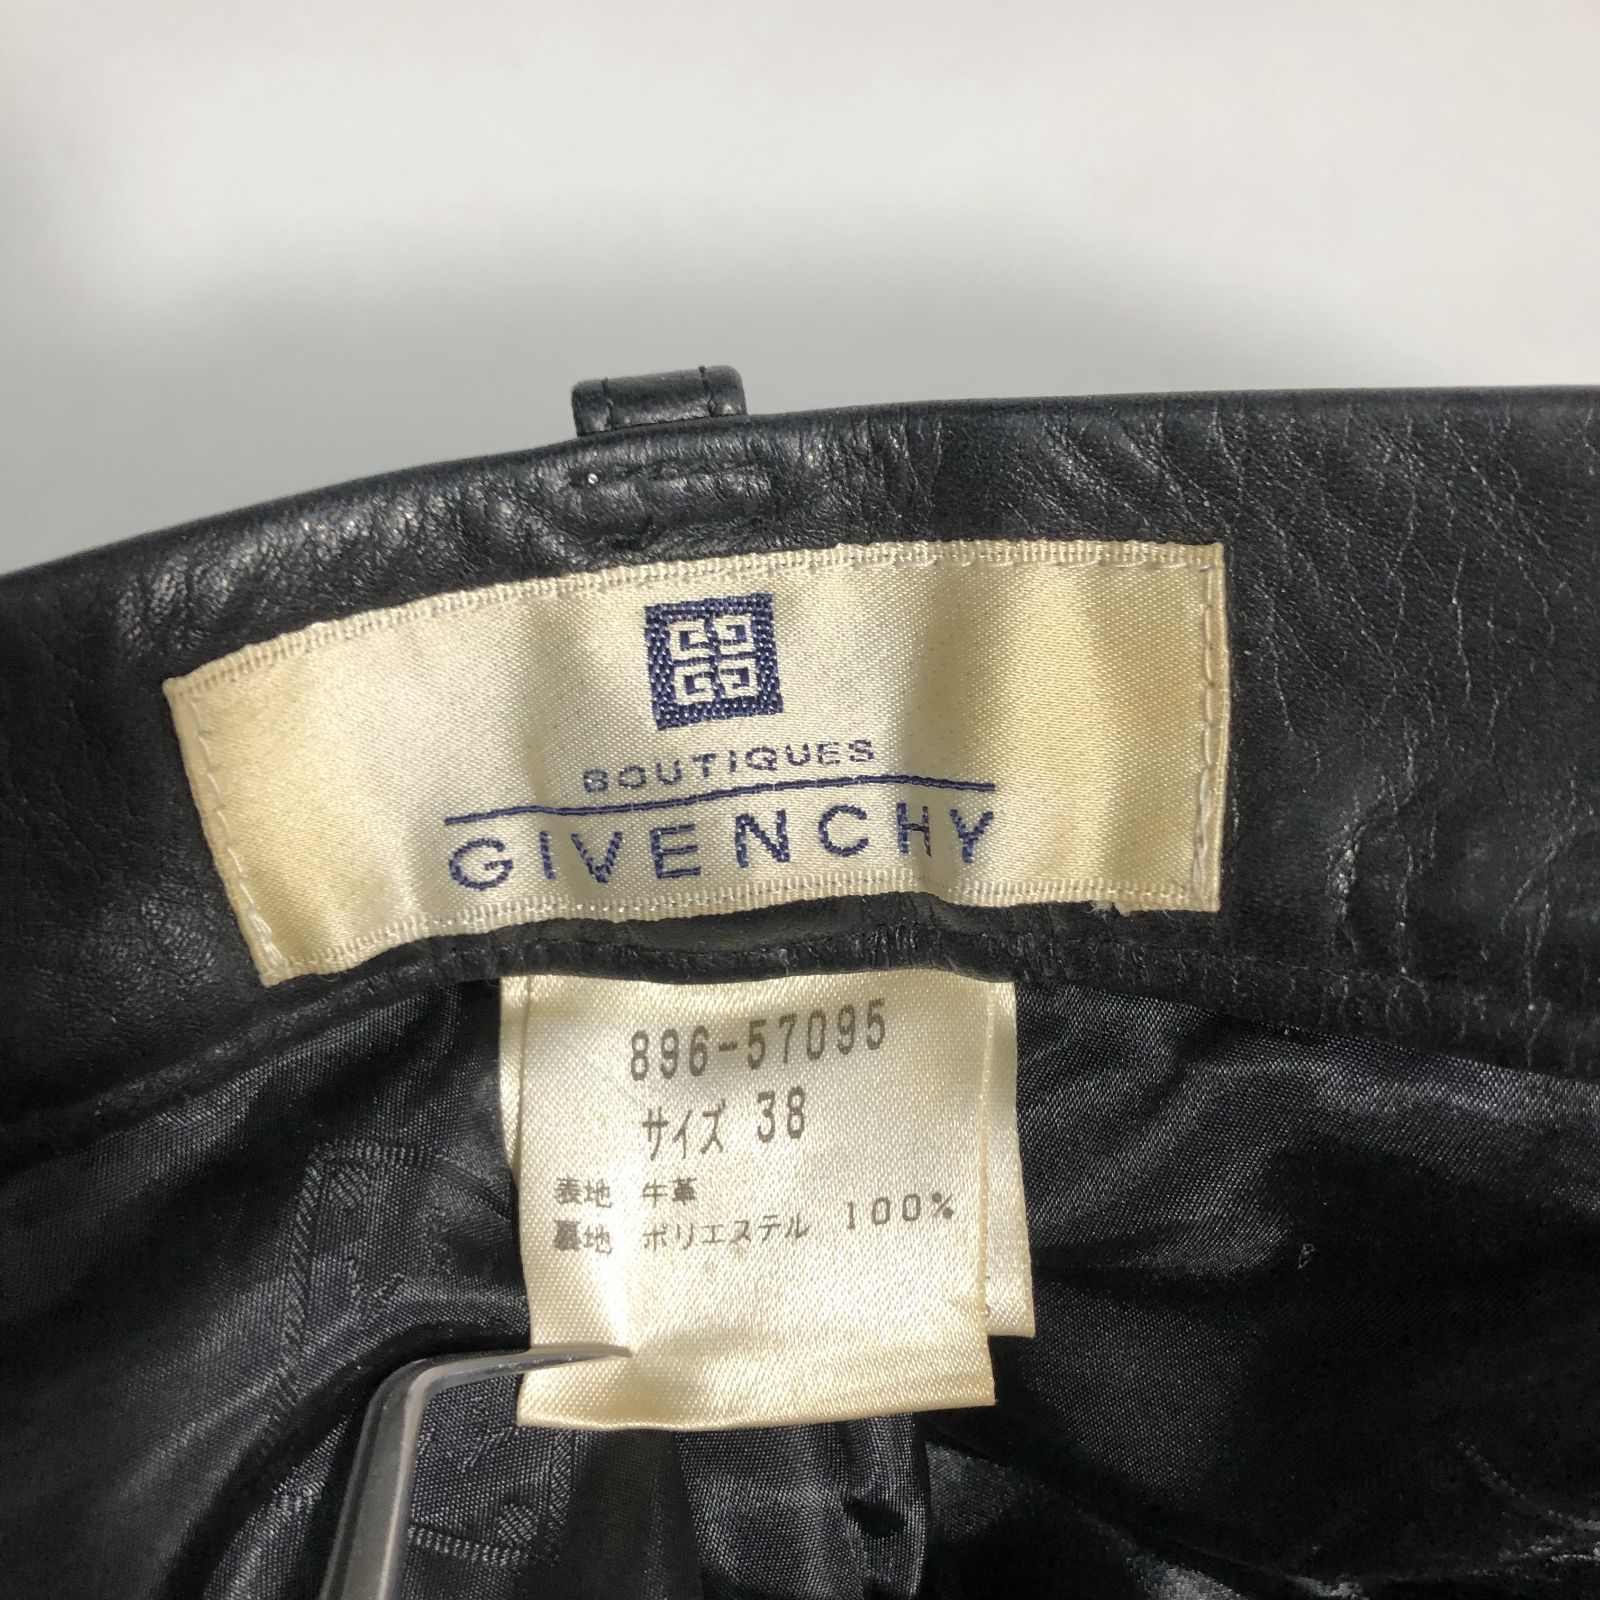 BOUTIQUES
GIVENCHY
896-57095
サイズ 38
表地 牛革
裏地 ポリエステル 100%